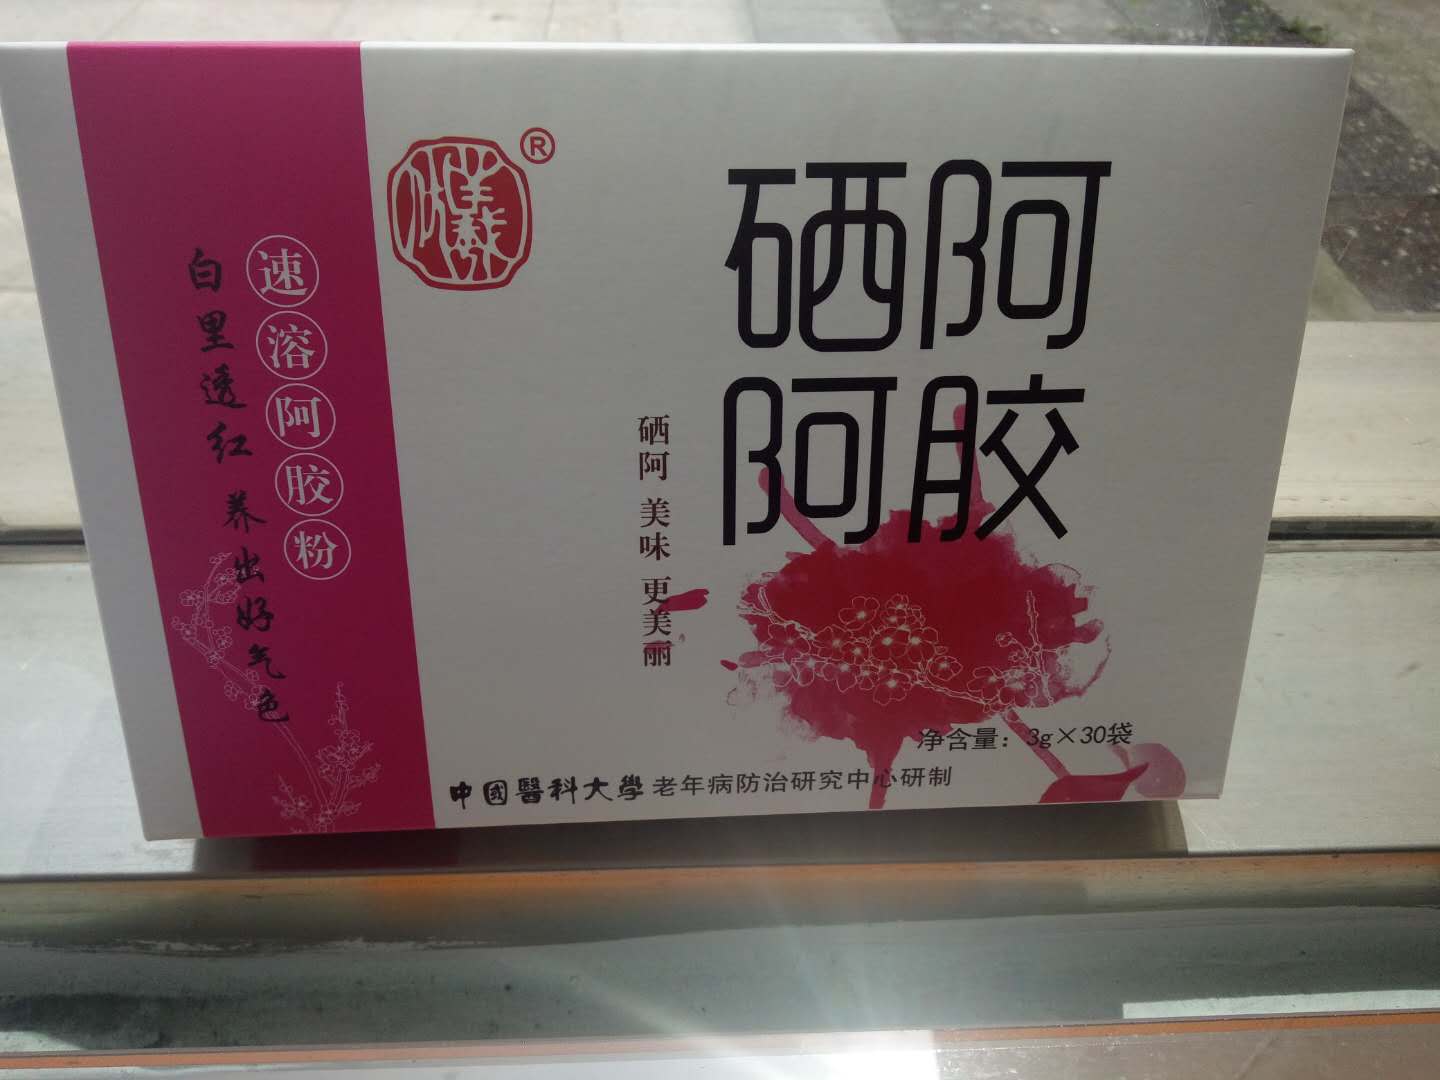 伏羲®
硒阿
阿胶
硒阿 美味 更美丽
速溶阿胶粉
白里透红 养出好气色
净含量：3g×30袋
中國醫科大學老年病防治研究中心研制